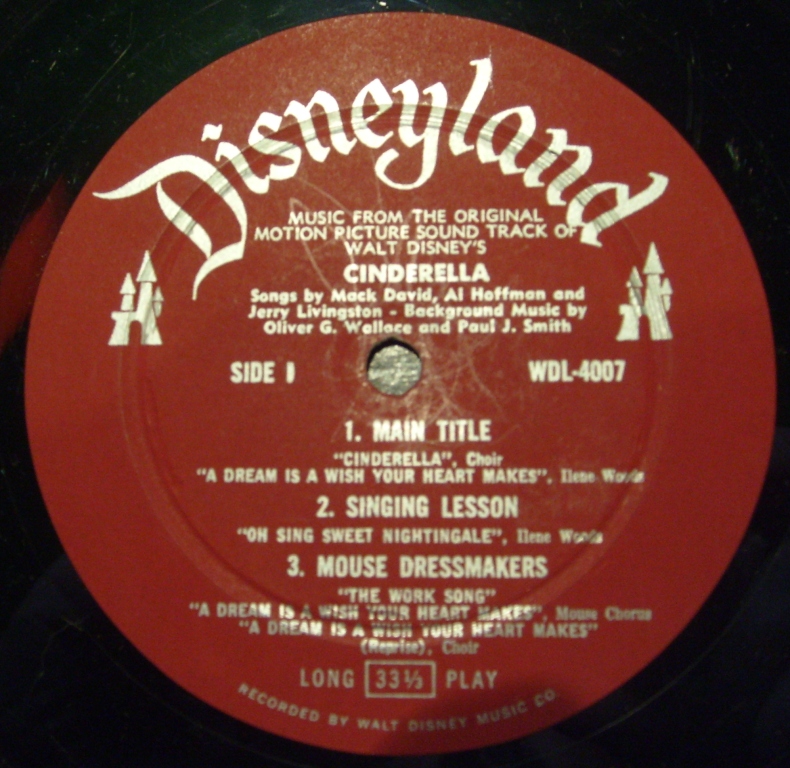 Disneyland
MUSIC FROM THE ORIGINAL
MOTION PICTURE SOUND TRACK OF
WALT DISNEY'S
CINDERELLA
Songs by Mack David, Al Hoffman and
Jerry Livingston - Background Music by
Oliver G. Wallace and Paul J. Smith
SIDE 1 WDL-4007
1. MAIN TITLE
"CINDERELLA", Choir
"A DREAM IS A WISH YOUR HEART MAKES", Ilene Woods
2. SINGING LESSON
"OH SING SWEET NIGHTINGALE", Ilene Woods
3. MOUSE DRESSMAKERS
"THE WORK SONG"
"A DREAM IS A WISH YOUR HEART MAKES", Mouse Chorus
"A DREAM IS A WISH YOUR HEART MAKES"
(Reprise), Choir
LONG 33⅓ PLAY
RECORDED BY WALT DISNEY MUSIC CO.